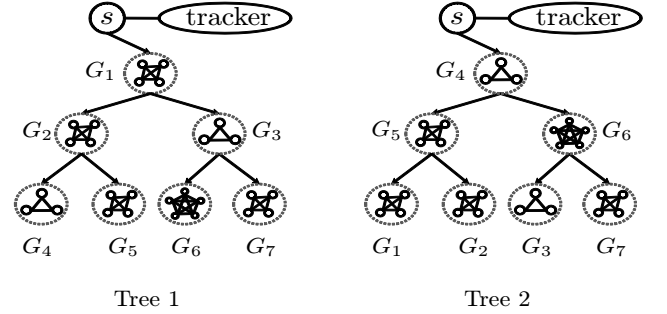 s tracker s tracker
G₁ G₄
G₂ G₃ G₅ G₆
G₄ G₅ G₆ G₇ G₁ G₂ G₃ G₇
Tree 1 Tree 2